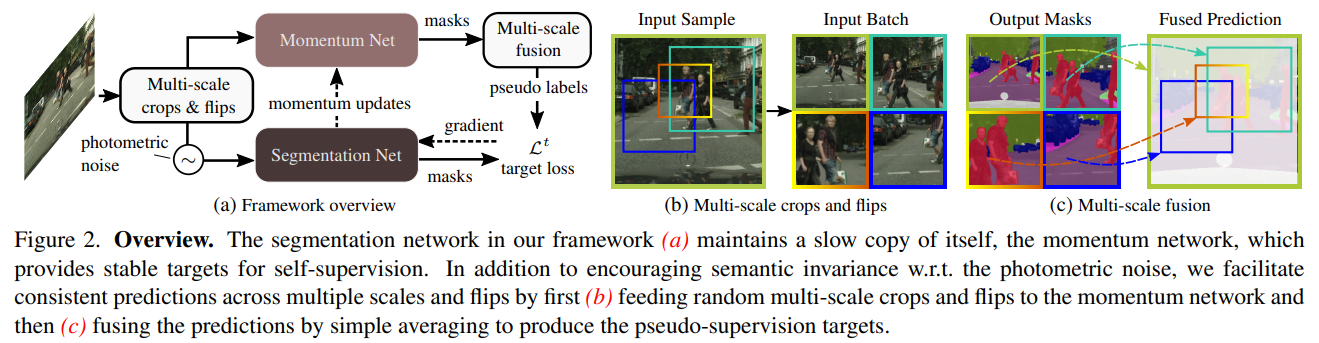 Momentum Net
masks
Multi-scale
fusion
Multi-scale
crops & flips
momentum updates
pseudo labels
photometric
noise
~
gradient
Segmentation Net
masks
ℒᵗ
target loss
(a) Framework overview
Input Sample
Input Batch
(b) Multi-scale crops and flips
Output Masks
Fused Prediction
(c) Multi-scale fusion
Figure 2. Overview. The segmentation network in our framework (a) maintains a slow copy of itself, the momentum network, which
provides stable targets for self-supervision. In addition to encouraging semantic invariance w.r.t. the photometric noise, we facilitate
consistent predictions across multiple scales and flips by first (b) feeding random multi-scale crops and flips to the momentum network and
then (c) fusing the predictions by simple averaging to produce the pseudo-supervision targets.